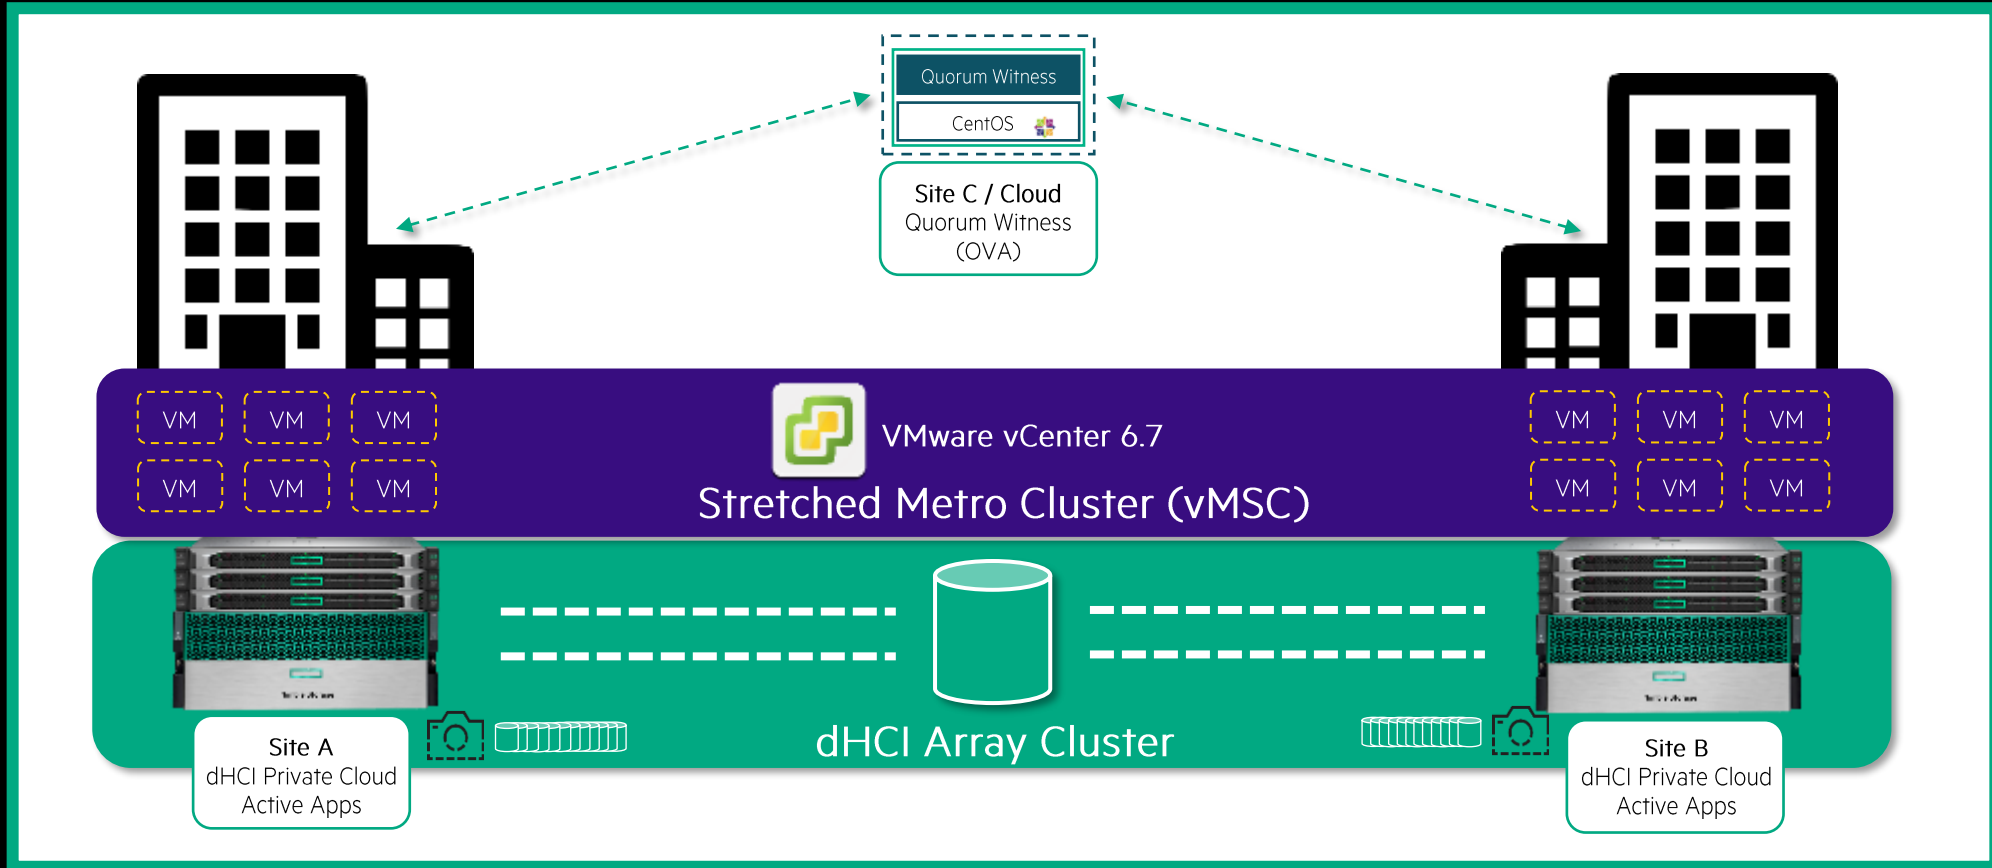 Quorum Witness
CentOS
Site C / Cloud
Quorum Witness
(OVA)
VM VM VM
VM VM VM
VMware vCenter 6.7
Stretched Metro Cluster (vMSC)
VM VM VM
VM VM VM
dHCI Array Cluster
Site A
dHCI Private Cloud
Active Apps
Site B
dHCI Private Cloud
Active Apps